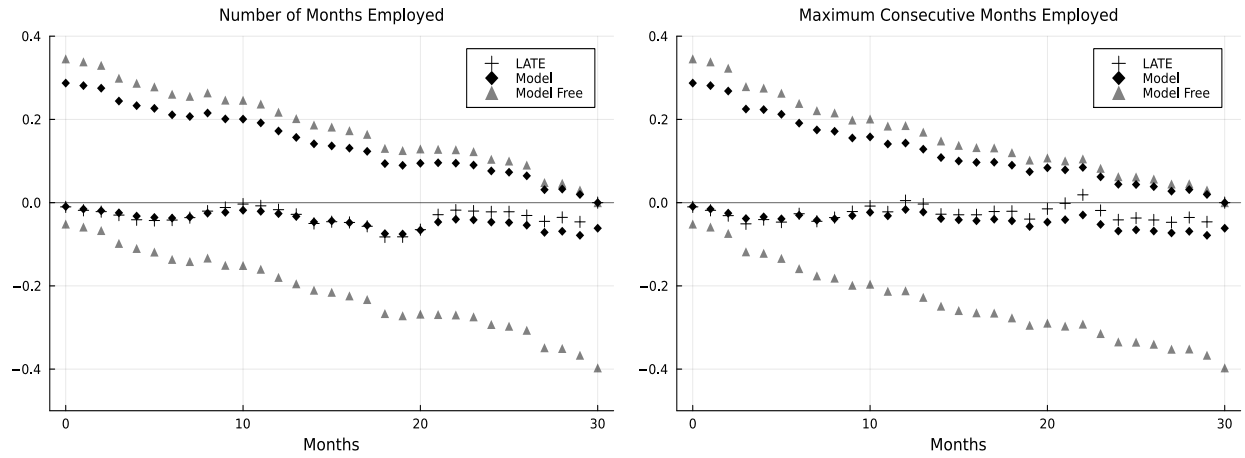 Number of Months Employed
0.4
0.2
0.0
−0.2
−0.4
LATE
Model
Model Free
0
10
20
30
Months
Maximum Consecutive Months Employed
0.4
0.2
0.0
−0.2
−0.4
LATE
Model
Model Free
0
10
20
30
Months